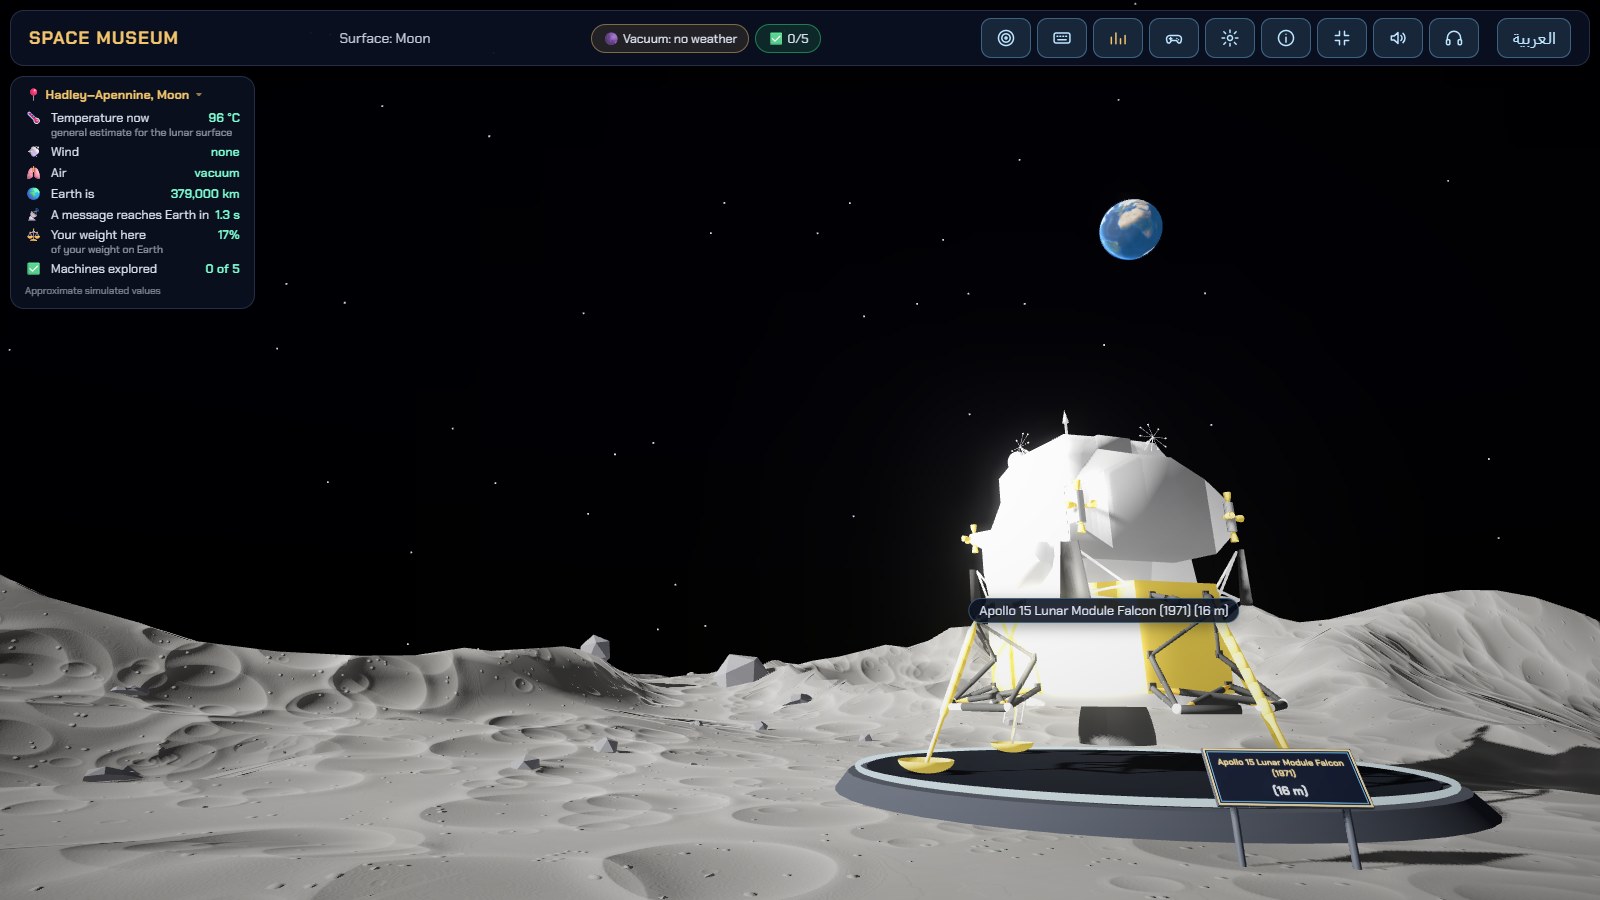 SPACE MUSEUM
Surface: Moon
Vacuum: no weather
0/5
العربية
Hadley–Apennine, Moon
Temperature now 96 °C
general estimate for the lunar surface
Wind none
Air vacuum
Earth is 379,000 km
A message reaches Earth in 1.3 s
Your weight here 17%
of your weight on Earth
Machines explored 0 of 5
Approximate simulated values
Apollo 15 Lunar Module Falcon (1971) (16 m)
Apollo 15 Lunar Module Falcon
(1971)
(16 m)